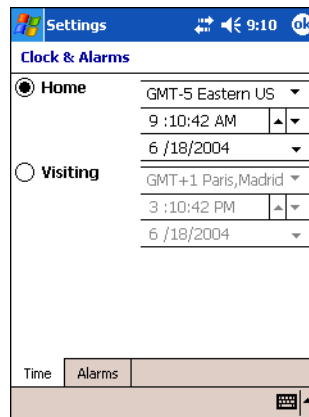 Settings 9:10 ok
Clock & Alarms
Home GMT-5 Eastern US
9 :10:42 AM
6 /18/2004
Visiting GMT+1 Paris,Madrid
3 :10:42 PM
6 /18/2004
Time Alarms